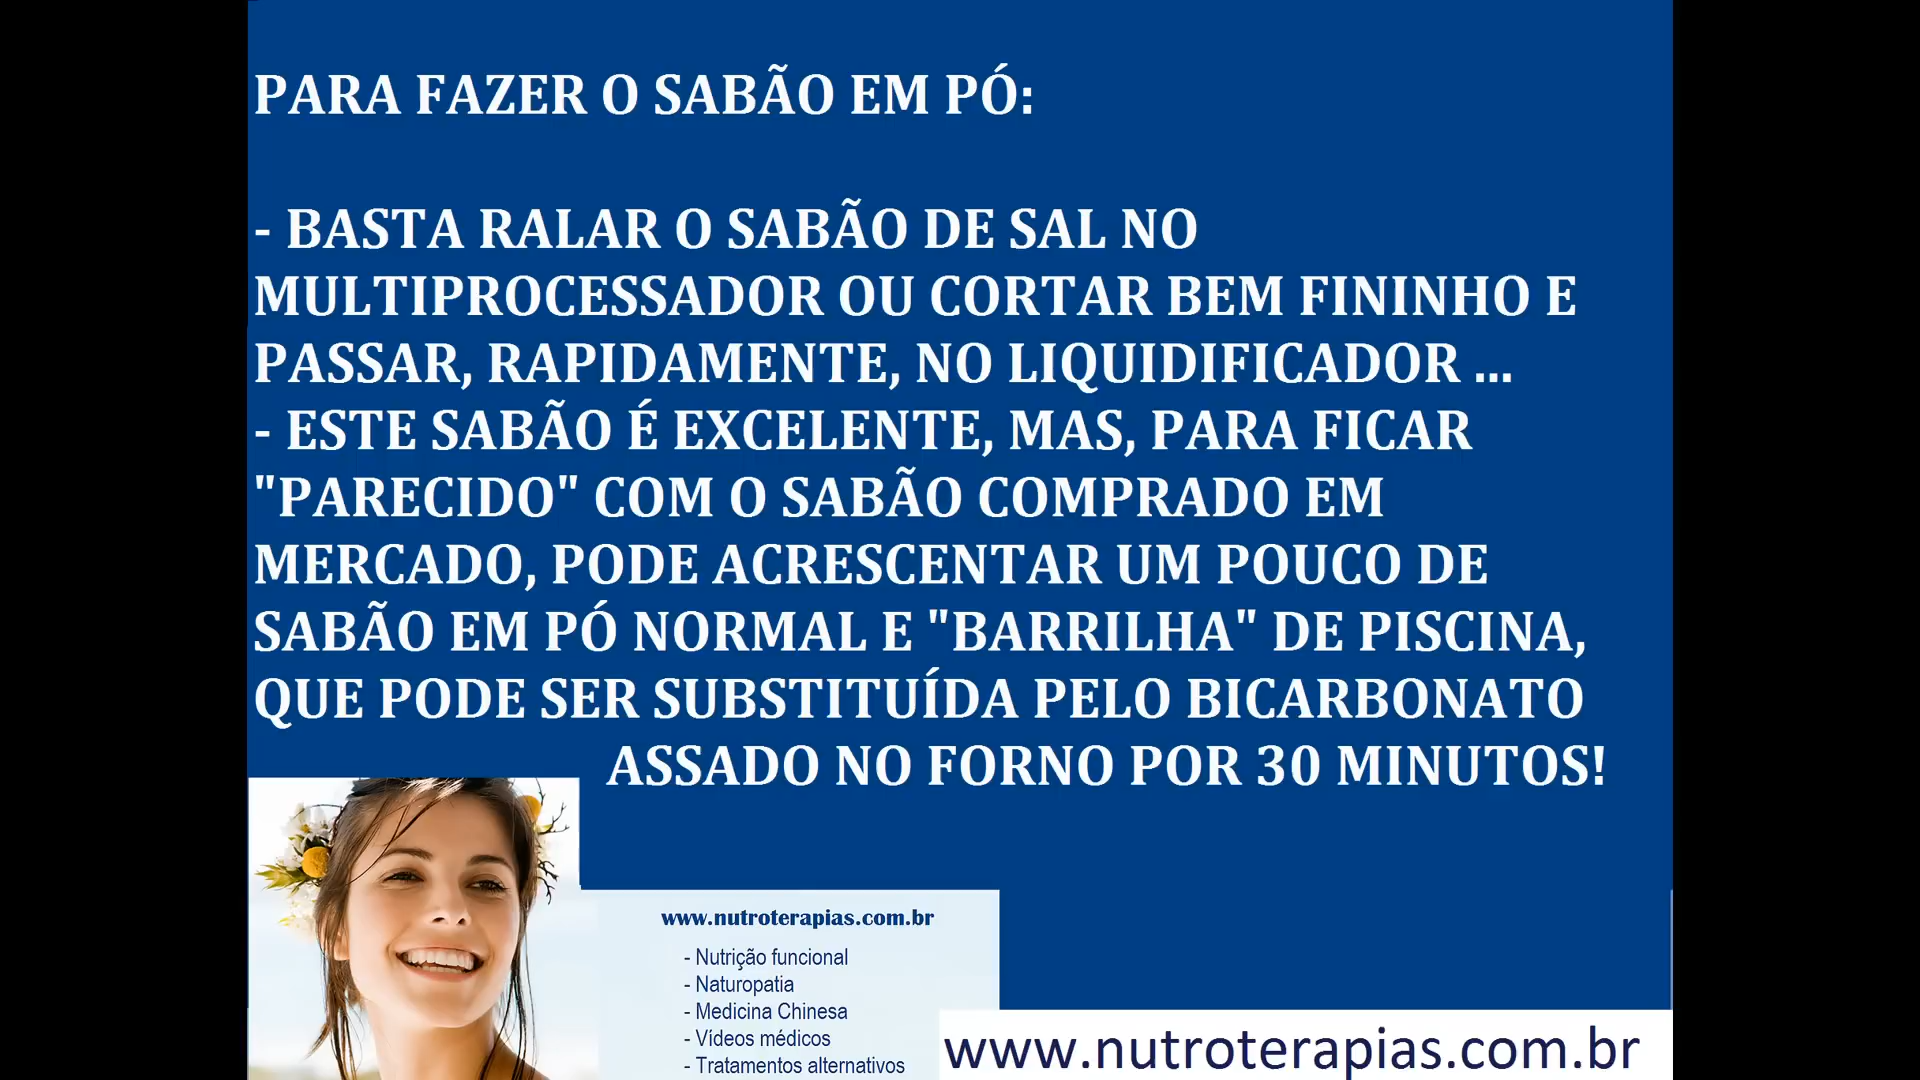 PARA FAZER O SABÃO EM PÓ:
- BASTA RALAR O SABÃO DE SAL NO
MULTIPROCESSADOR OU CORTAR BEM FININHO E
PASSAR, RAPIDAMENTE, NO LIQUIDIFICADOR ...
- ESTE SABÃO É EXCELENTE, MAS, PARA FICAR
"PARECIDO" COM O SABÃO COMPRADO EM
MERCADO, PODE ACRESCENTAR UM POUCO DE
SABÃO EM PÓ NORMAL E "BARRILHA" DE PISCINA,
QUE PODE SER SUBSTITUÍDA PELO BICARBONATO
ASSADO NO FORNO POR 30 MINUTOS!
www.nutroterapias.com.br
- Nutrição funcional
- Naturopatia
- Medicina Chinesa
- Vídeos médicos
- Tratamentos alternativos
www.nutroterapias.com.br